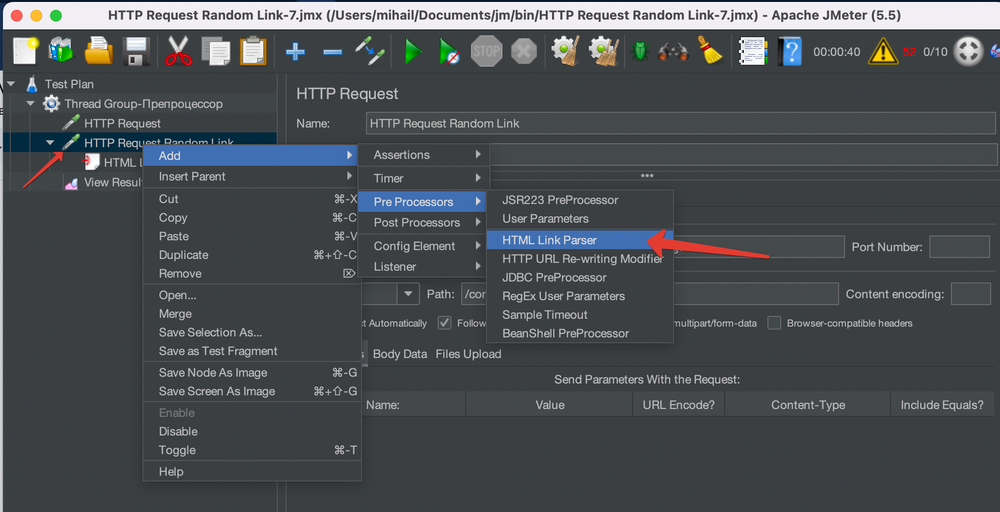 HTTP Request Random Link-7.jmx (/Users/mihail/Documents/jm/bin/HTTP Request Random Link-7.jmx) - Apache JMeter (5.5)
STOP
00:00:40
52
0/10
Test Plan
Thread Group-Препроцессор
HTTP Request
HTTP Request Random Link
HTML L
View Resul
HTTP Request
Name:
HTTP Request Random Link
Add
Insert Parent
Cut ⌘-X
Copy ⌘-C
Paste ⌘-V
Duplicate ⌘+⇧-C
Remove ⌦
Open...
Merge
Save Selection As...
Save as Test Fragment
Save Node As Image ⌘-G
Save Screen As Image ⌘+⇧-G
Enable
Disable
Toggle ⌘-T
Help
Assertions
Timer
Pre Processors
Post Processors
Config Element
Listener
JSR223 PreProcessor
User Parameters
HTML Link Parser
HTTP URL Re-writing Modifier
JDBC PreProcessor
RegEx User Parameters
Sample Timeout
BeanShell PreProcessor
Port Number:
Path: /cor
Content encoding:
ct Automatically
Follow
multipart/form-data
Browser-compatible headers
s
Body Data
Files Upload
Send Parameters With the Request:
Name: Value URL Encode? Content-Type Include Equals?